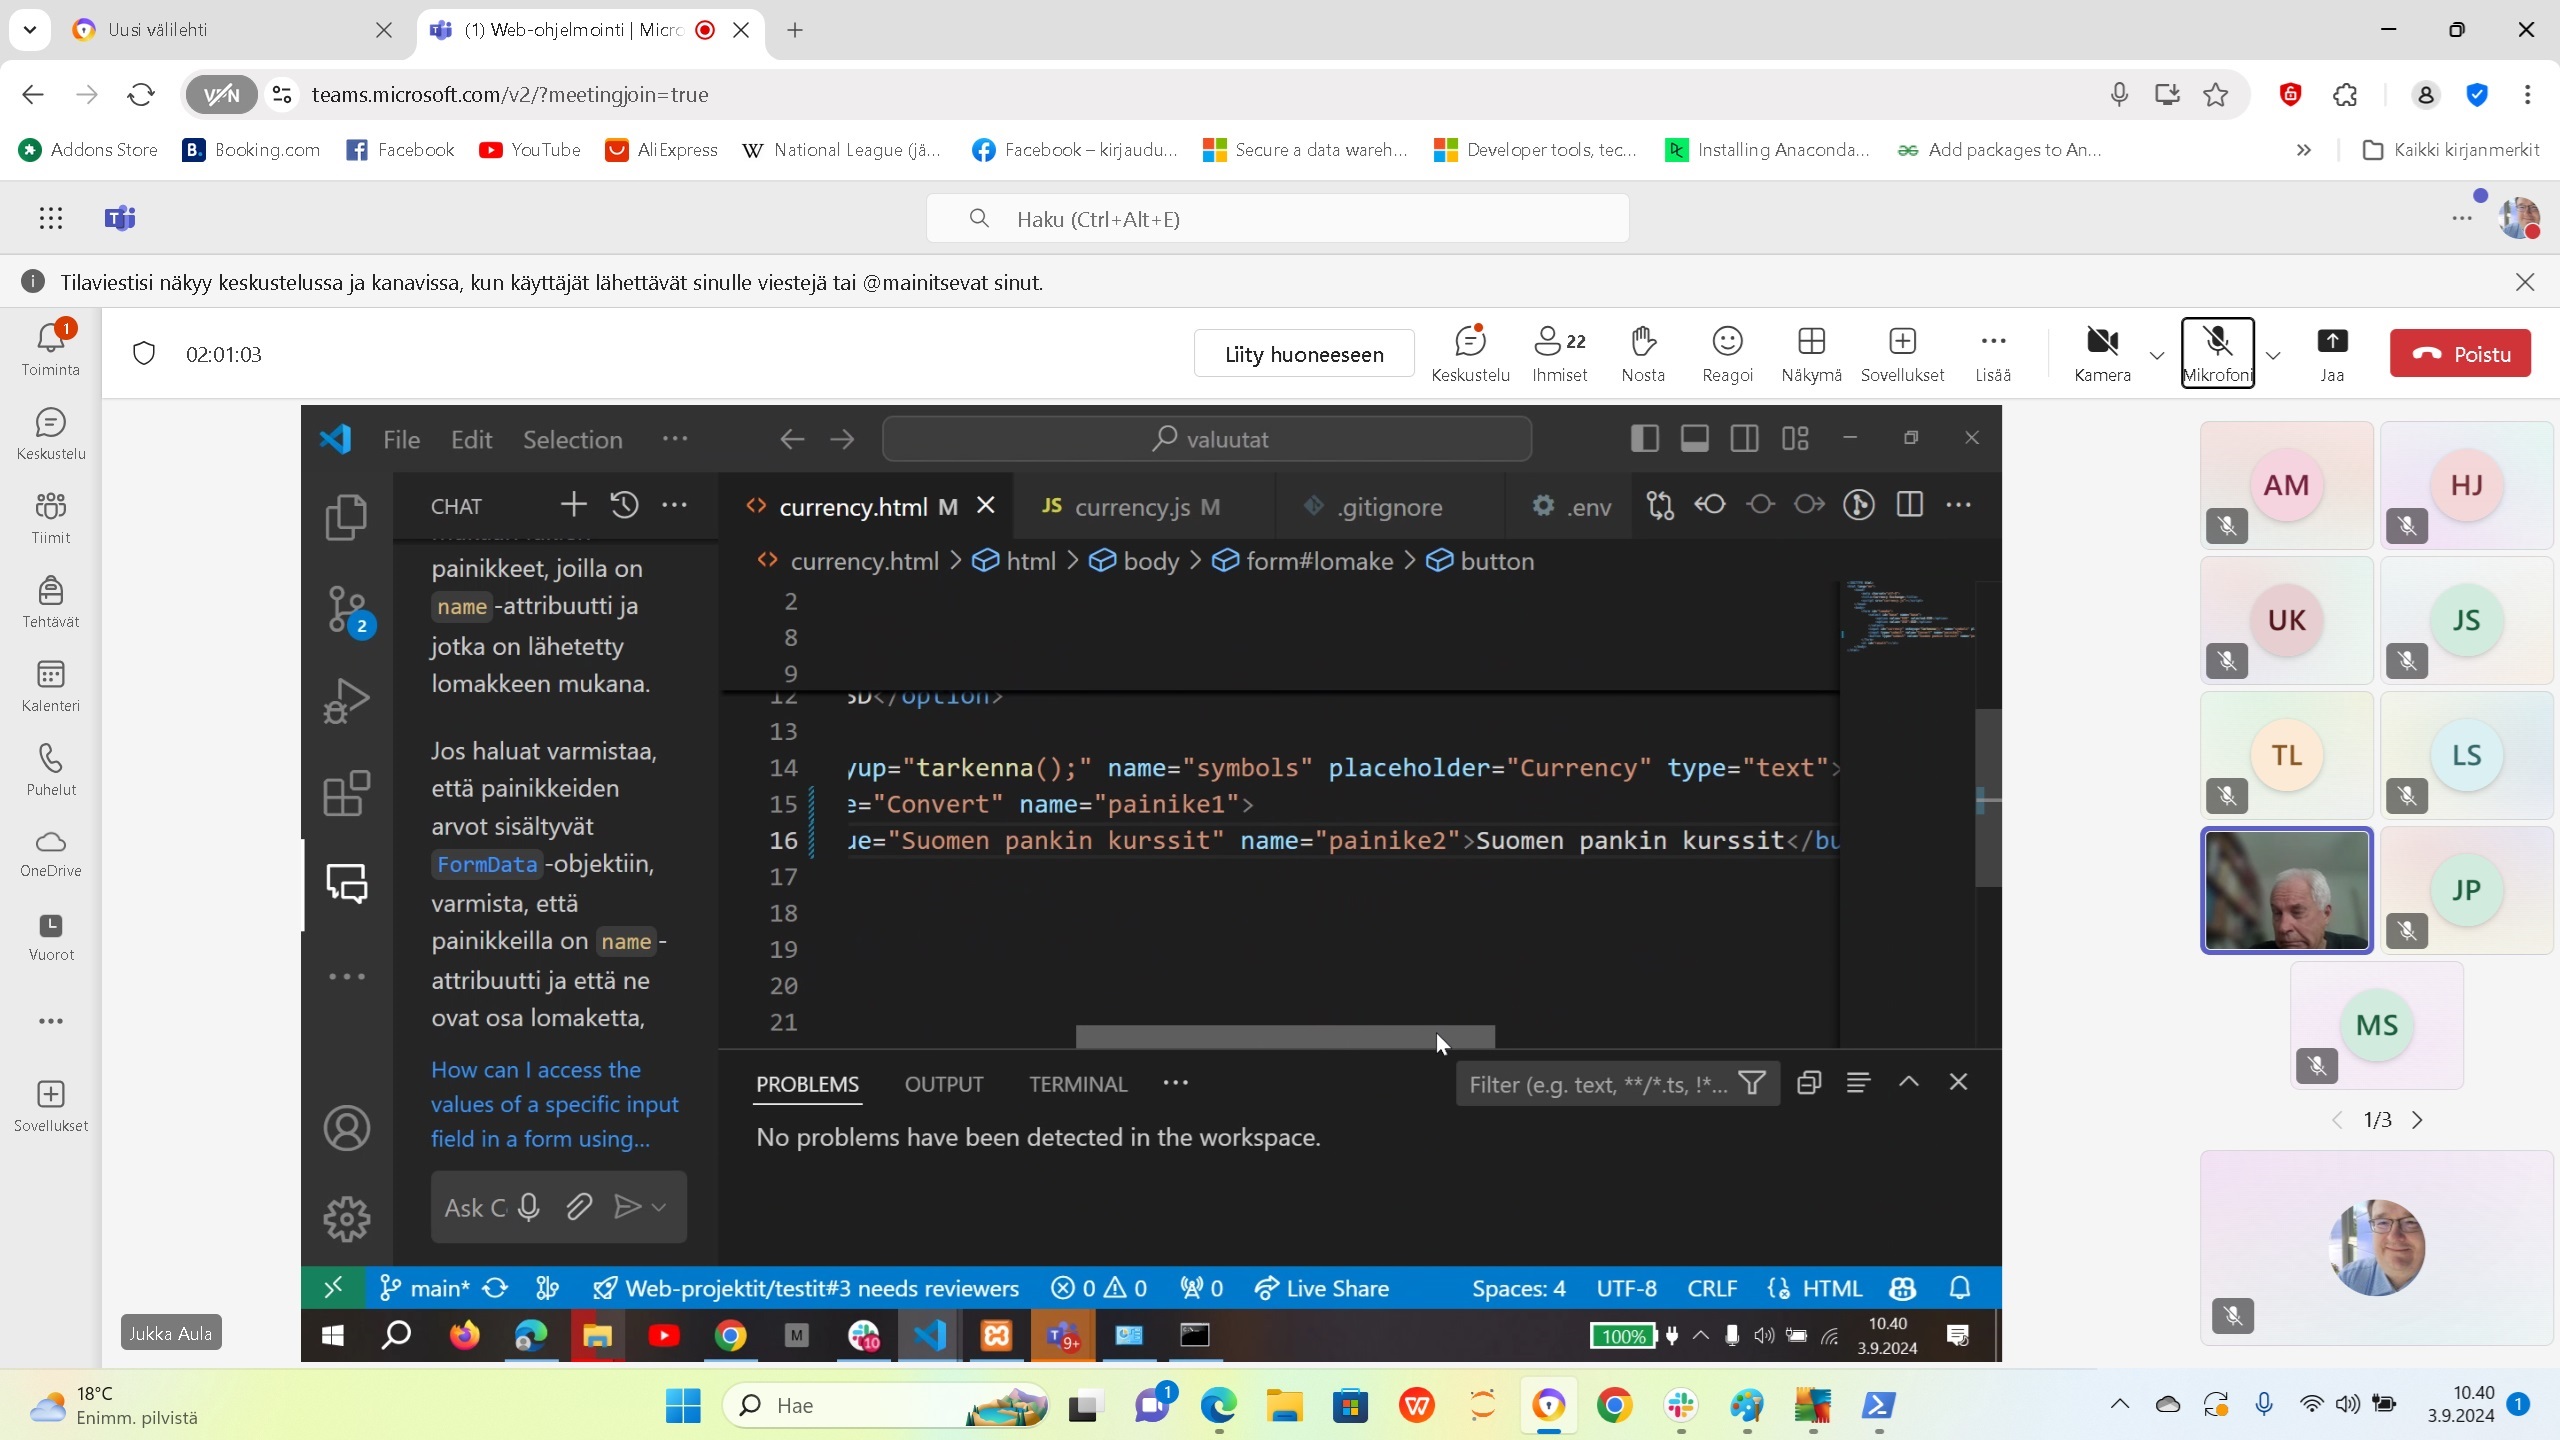 Uusi välilehti
(1) Web-ohjelmointi | Micro
VPN
teams.microsoft.com/v2/?meetingjoin=true
Addons Store
Booking.com
Facebook
YouTube
AliExpress
National League (jä...
Facebook – kirjaudu...
Secure a data wareh...
Developer tools, tec...
Installing Anaconda...
Add packages to An...
Kaikki kirjanmerkit
Haku (Ctrl+Alt+E)
Tilaviestisi näkyy keskustelussa ja kanavissa, kun käyttäjät lähettävät sinulle viestejä tai @mainitsevat sinut.
1
Toiminta
Keskustelu
Tiimit
Tehtävät
Kalenteri
Puhelut
OneDrive
Vuorot
Sovellukset
02:01:03
Liity huoneeseen
Keskustelu
22
Ihmiset
Nosta
Reagoi
Näkymä
Sovellukset
Lisää
Kamera
Mikrofoni
Jaa
Poistu
File Edit Selection ...
valuutat
CHAT
currency.html M
JS currency.js M
.gitignore
.env
currency.html > html > body > form#lomake > button
painikkeet, joilla on
name -attribuutti ja
jotka on lähetetty
lomakkeen mukana.
Jos haluat varmistaa,
että painikkeiden
arvot sisältyvät
FormData -objektiin,
varmista, että
painikkeilla on name -
attribuutti ja että ne
ovat osa lomaketta,
How can I access the
values of a specific input
field in a form using...
2
2
8
9
12 SD</option>
13
14 yup="tarkenna();" name="symbols" placeholder="Currency" type="text">
15 e="Convert" name="painike1">
16 ue="Suomen pankin kurssit" name="painike2">Suomen pankin kurssit</bu
17
18
19
20
21
PROBLEMS OUTPUT TERMINAL ...
Filter (e.g. text, **/*.ts, !*...
No problems have been detected in the workspace.
main*
Web-projektit/testit#3 needs reviewers
0 0
0
Live Share
Spaces: 4
UTF-8
CRLF
HTML
10
9+
100%
10.40
3.9.2024
Jukka Aula
AM
HJ
UK
JS
TL
LS
JP
MS
1/3
18°C
Enimm. pilvistä
Hae
1
10.40
3.9.2024
1